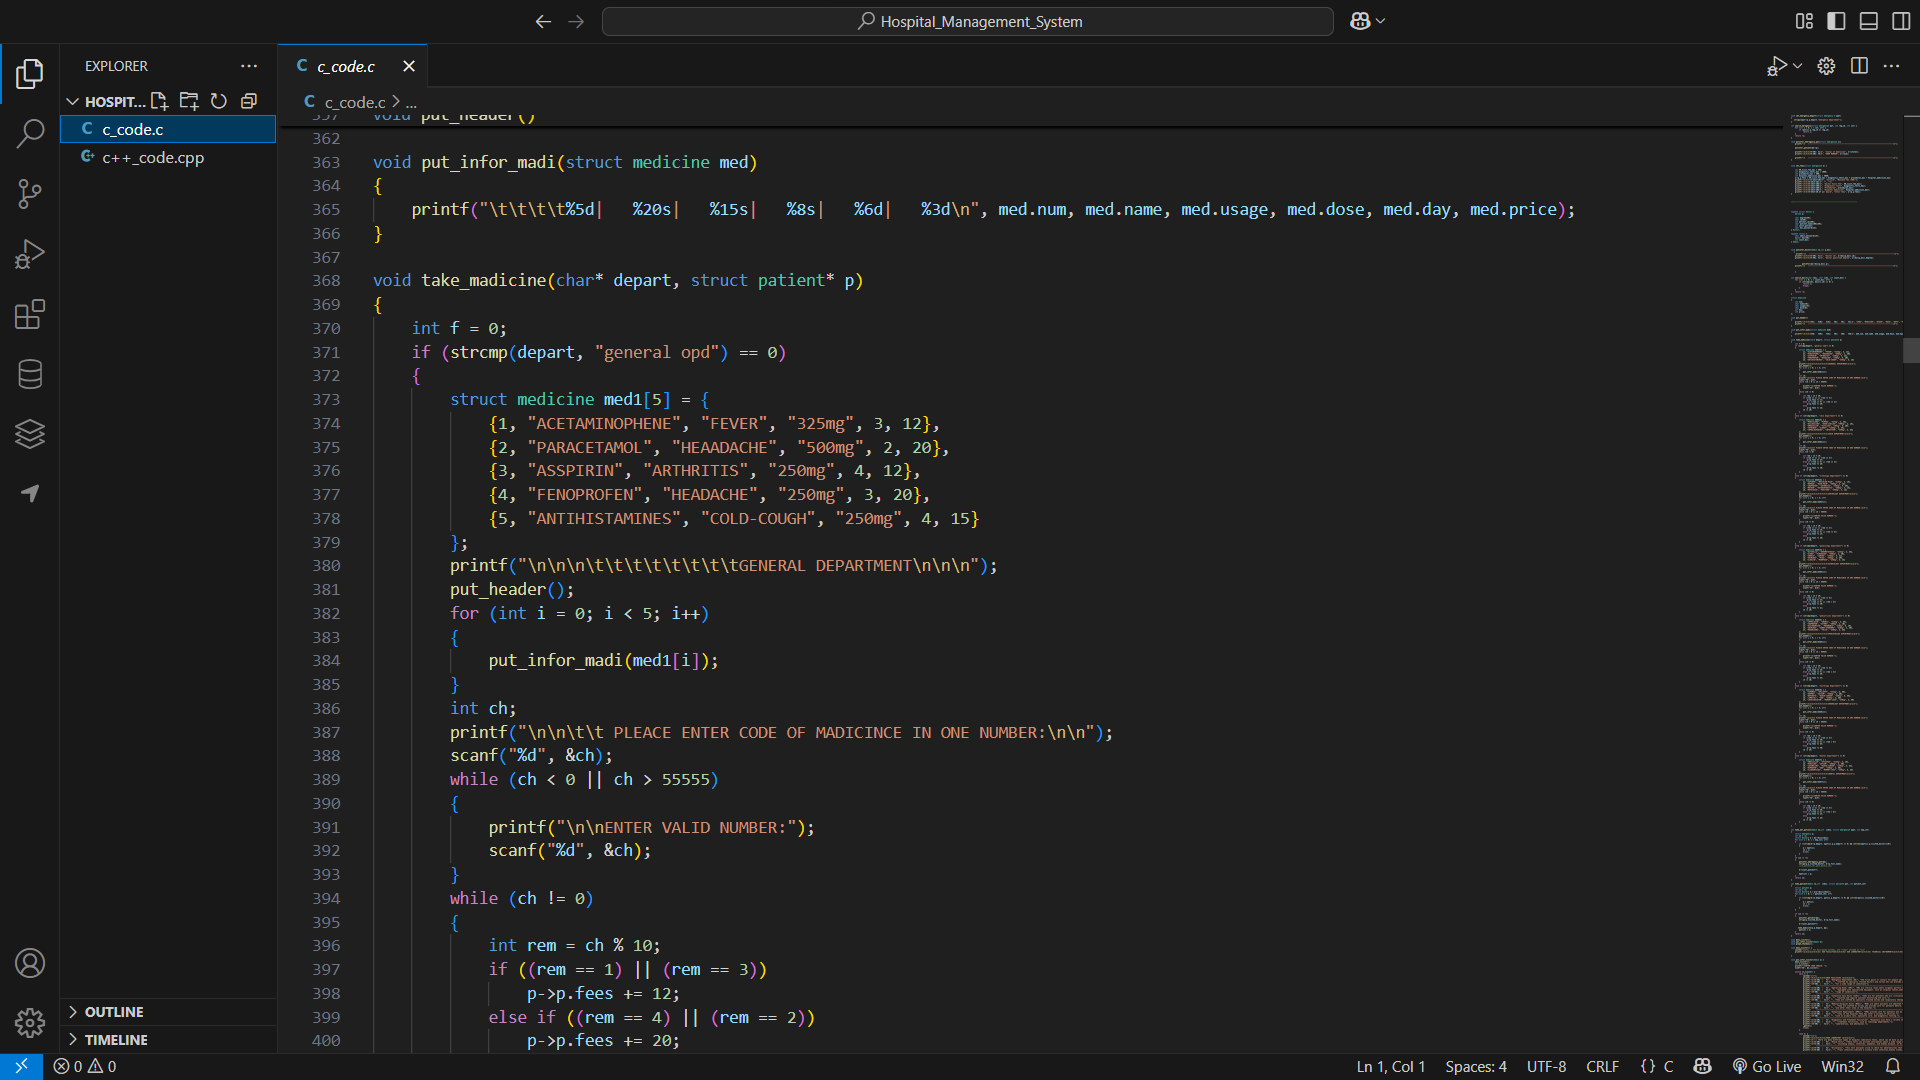 Hospital_Management_System
EXPLORER
HOSPIT...
c_code.c
c++_code.cpp
OUTLINE
TIMELINE
c_code.c
c_code.c > ...
357 void put_header()
362
363 void put_infor_madi(struct medicine med)
364 {
365     printf("\t\t\t\t%5d|   %20s|   %15s|   %8s|   %6d|   %3d\n", med.num, med.name, med.usage, med.dose, med.day, med.price);
366 }
367
368 void take_madicine(char* depart, struct patient* p)
369 {
370     int f = 0;
371     if (strcmp(depart, "general opd") == 0)
372     {
373         struct medicine med1[5] = {
374             {1, "ACETAMINOPHENE", "FEVER", "325mg", 3, 12},
375             {2, "PARACETAMOL", "HEAADACHE", "500mg", 2, 20},
376             {3, "ASSPIRIN", "ARTHRITIS", "250mg", 4, 12},
377             {4, "FENOPROFEN", "HEADACHE", "250mg", 3, 20},
378             {5, "ANTIHISTAMINES", "COLD-COUGH", "250mg", 4, 15}
379         };
380         printf("\n\n\n\t\t\t\t\t\t\t\tGENERAL DEPARTMENT\n\n\n");
381         put_header();
382         for (int i = 0; i < 5; i++)
383         {
384             put_infor_madi(med1[i]);
385         }
386         int ch;
387         printf("\n\n\t\t PLEACE ENTER CODE OF MADICINCE IN ONE NUMBER:\n\n");
388         scanf("%d", &ch);
389         while (ch < 0 || ch > 55555)
390         {
391             printf("\n\nENTER VALID NUMBER:");
392             scanf("%d", &ch);
393         }
394         while (ch != 0)
395         {
396             int rem = ch % 10;
397             if ((rem == 1) || (rem == 3))
398                 p->p.fees += 12;
399             else if ((rem == 4) || (rem == 2))
400                 p->p.fees += 20;
0 0
Ln 1, Col 1
Spaces: 4
UTF-8
CRLF
{} C
Go Live
Win32